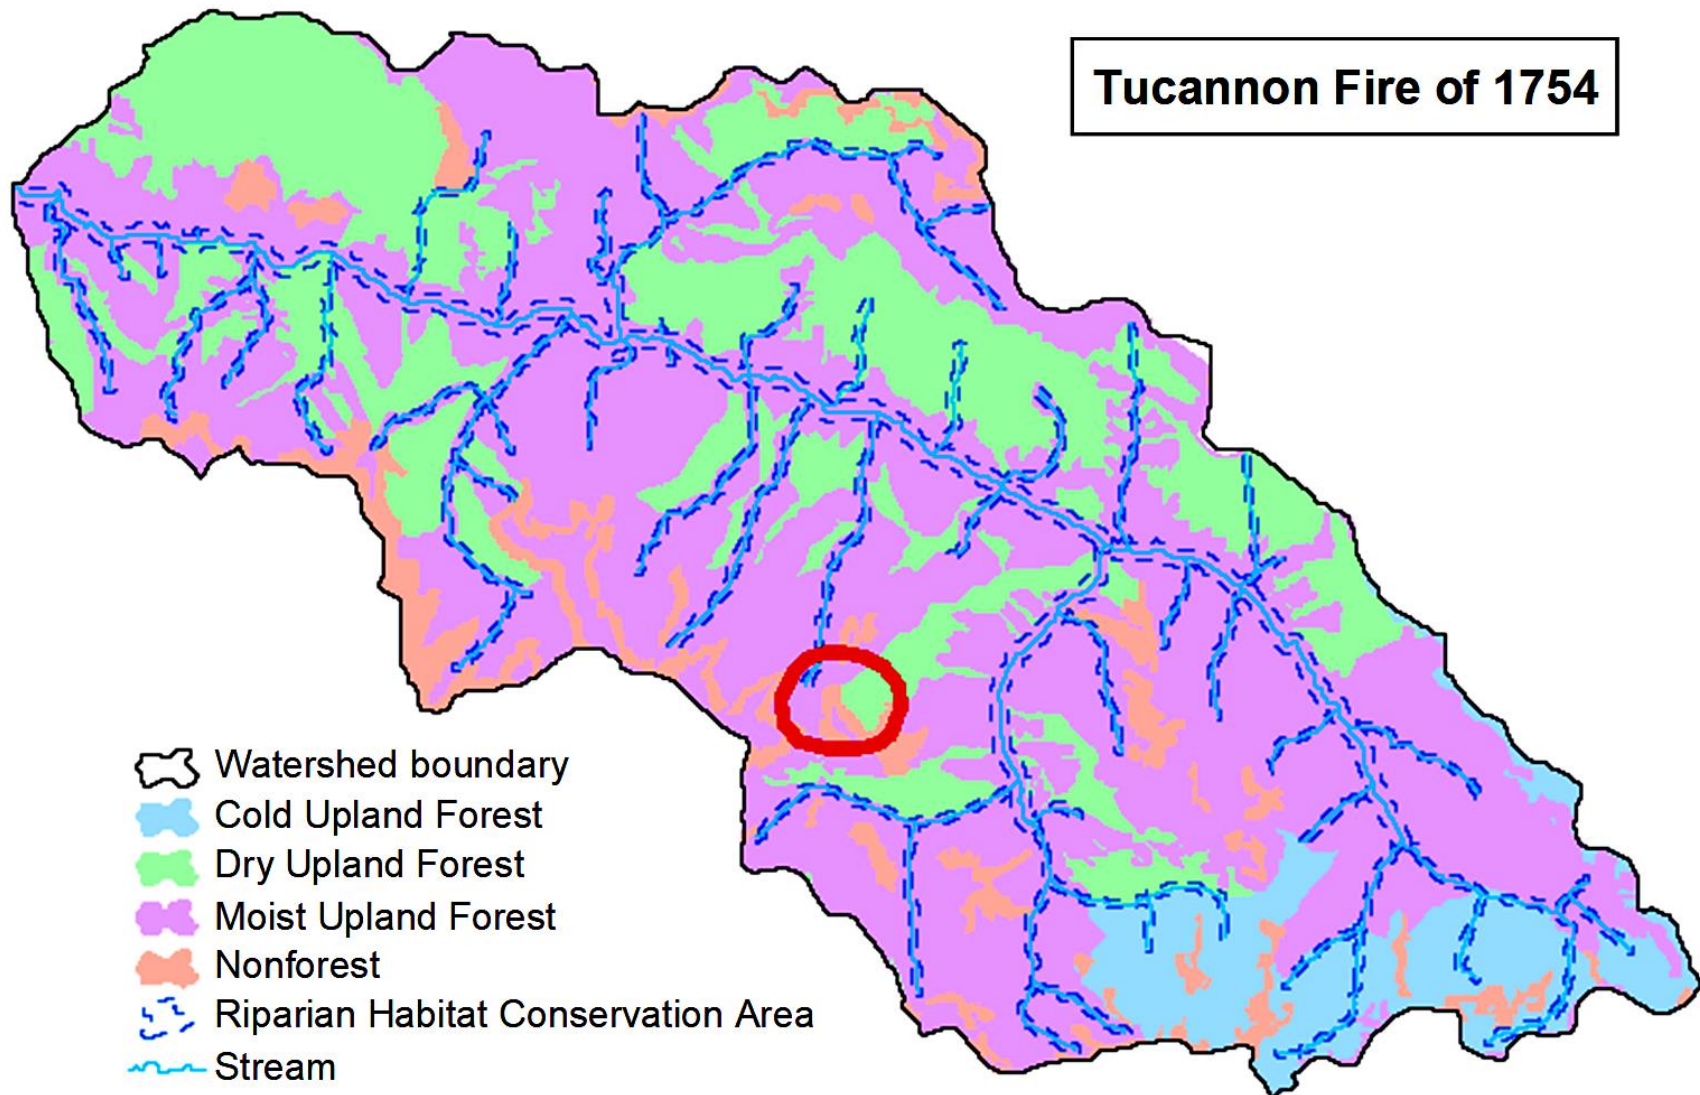 Tucannon Fire of 1754
Watershed boundary
Cold Upland Forest
Dry Upland Forest
Moist Upland Forest
Nonforest
Riparian Habitat Conservation Area
Stream